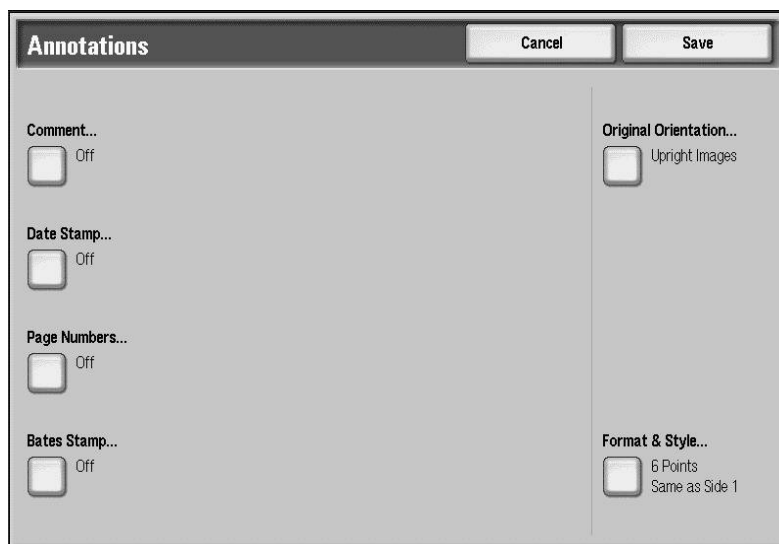 Annotations
Cancel
Save
Comment...
Off
Original Orientation...
Upright Images
Date Stamp...
Off
Page Numbers...
Off
Bates Stamp...
Off
Format & Style...
6 Points
Same as Side 1